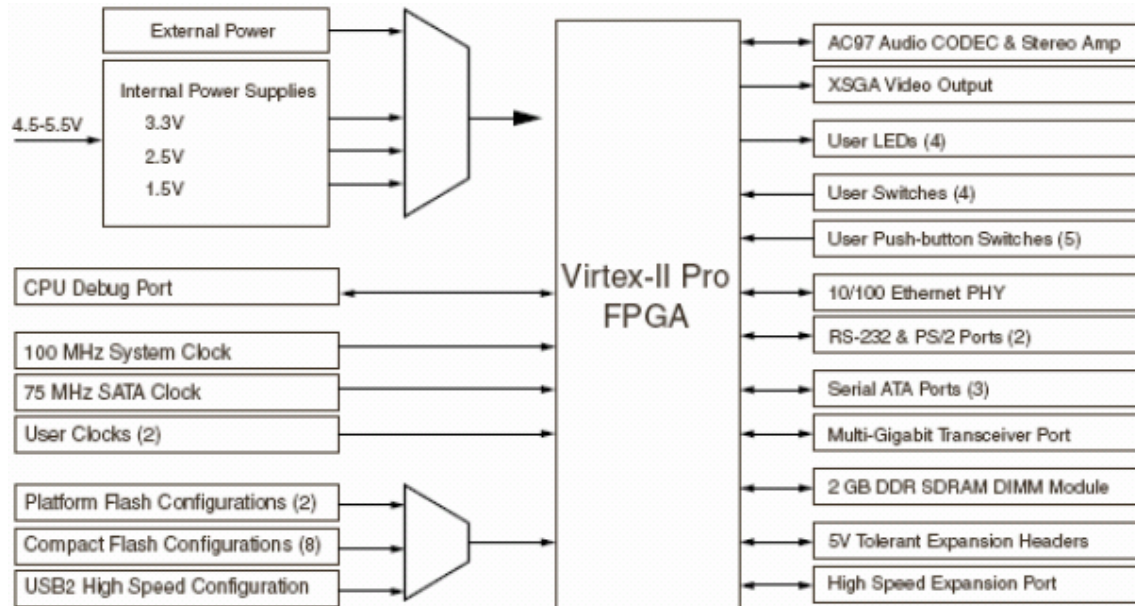 External Power
Internal Power Supplies
4.5-5.5V
3.3V
2.5V
1.5V
CPU Debug Port
100 MHz System Clock
75 MHz SATA Clock
User Clocks (2)
Platform Flash Configurations (2)
Compact Flash Configurations (8)
USB2 High Speed Configuration
Virtex-II Pro
FPGA
AC97 Audio CODEC & Stereo Amp
XSGA Video Output
User LEDs (4)
User Switches (4)
User Push-button Switches (5)
10/100 Ethernet PHY
RS-232 & PS/2 Ports (2)
Serial ATA Ports (3)
Multi-Gigabit Transceiver Port
2 GB DDR SDRAM DIMM Module
5V Tolerant Expansion Headers
High Speed Expansion Port